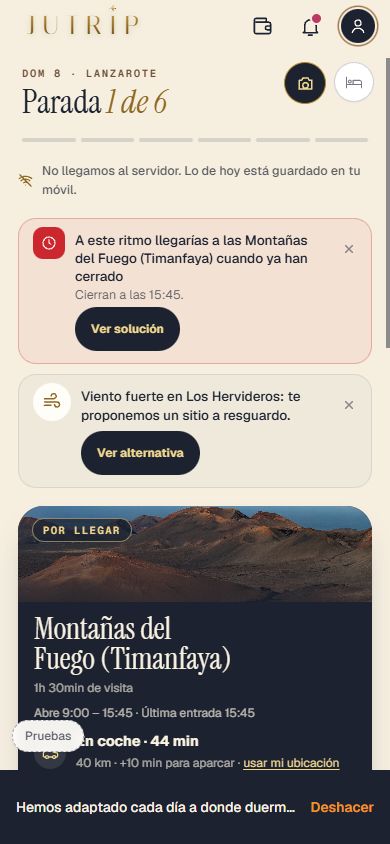 JUTRIP
DOM 8 · LANZAROTE
Parada 1 de 6
No llegamos al servidor. Lo de hoy está guardado en tu
móvil.
A este ritmo llegarías a las Montañas
del Fuego (Timanfaya) cuando ya han
cerrado
Cierran a las 15:45.
Ver solución
Viento fuerte en Los Hervideros: te
proponemos un sitio a resguardo.
Ver alternativa
POR LLEGAR
Montañas del
Fuego (Timanfaya)
1h 30min de visita
Abre 9:00 – 15:45 · Última entrada 15:45
Pruebas
En coche · 44 min
40 km · +10 min para aparcar · usar mi ubicación
Hemos adaptado cada día a donde duerm... Deshacer